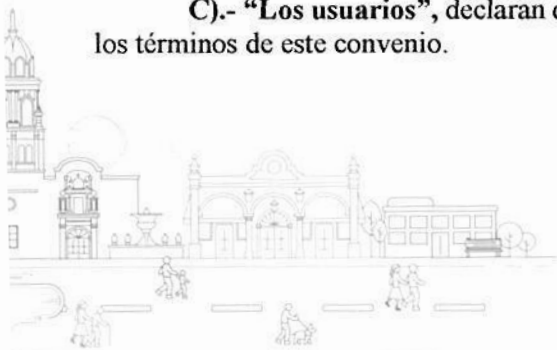 C).- “Los usuarios”, declaran
los términos de este convenio.